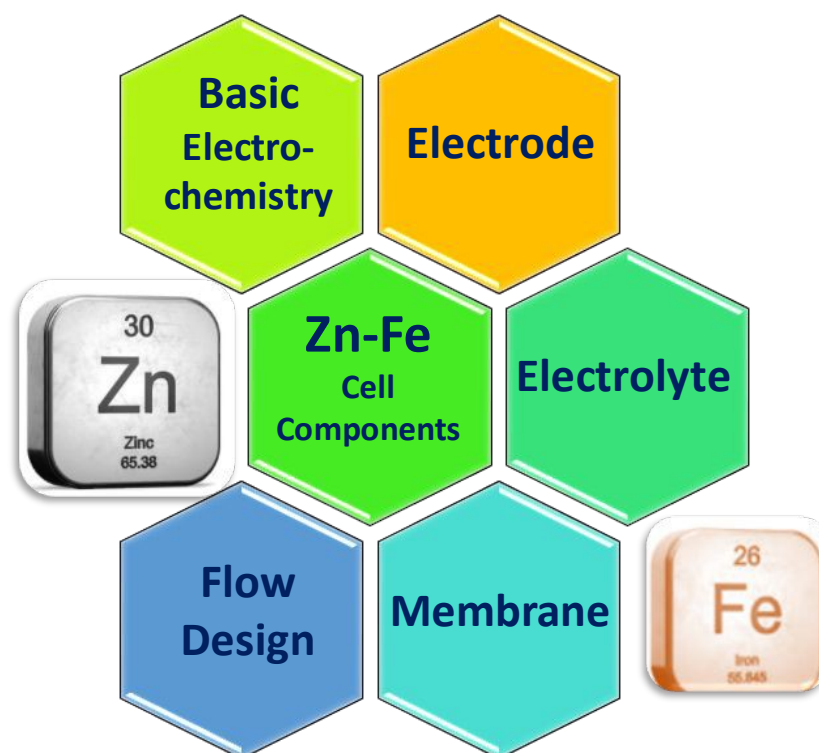 Basic
Electro-
chemistry
Electrode
30
Zn
Zinc
65.38
Zn-Fe
Cell
Components
Electrolyte
Flow
Design
Membrane
26
Fe
Iron
55.845